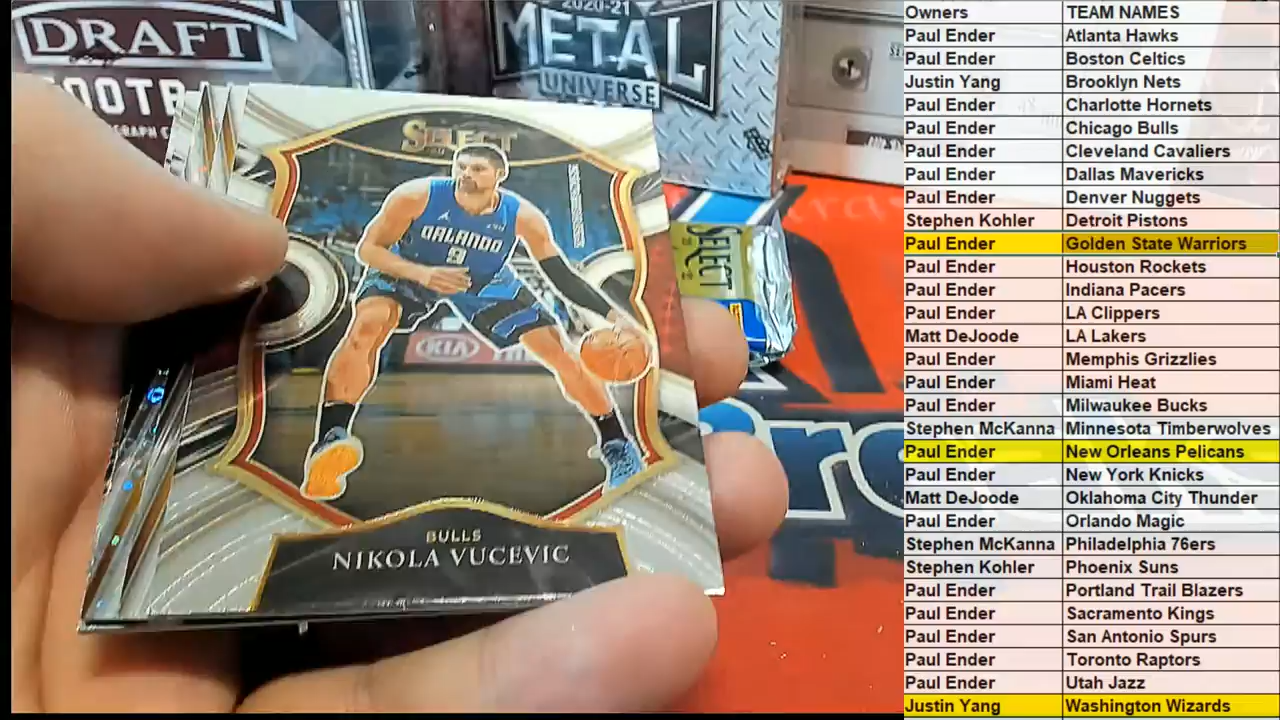 DRAFT
FOOTB
2020-21
METAL
UNIVERSE
SELECT
ORLANDO
9
KIA
BULLS
NIKOLA VUCEVIC
SELECT
Owners TEAM NAMES
Paul Ender Atlanta Hawks
Paul Ender Boston Celtics
Justin Yang Brooklyn Nets
Paul Ender Charlotte Hornets
Paul Ender Chicago Bulls
Paul Ender Cleveland Cavaliers
Paul Ender Dallas Mavericks
Paul Ender Denver Nuggets
Stephen Kohler Detroit Pistons
Paul Ender Golden State Warriors
Paul Ender Houston Rockets
Paul Ender Indiana Pacers
Paul Ender LA Clippers
Matt DeJoode LA Lakers
Paul Ender Memphis Grizzlies
Paul Ender Miami Heat
Paul Ender Milwaukee Bucks
Stephen McKanna Minnesota Timberwolves
Paul Ender New Orleans Pelicans
Paul Ender New York Knicks
Matt DeJoode Oklahoma City Thunder
Paul Ender Orlando Magic
Stephen McKanna Philadelphia 76ers
Stephen Kohler Phoenix Suns
Paul Ender Portland Trail Blazers
Paul Ender Sacramento Kings
Paul Ender San Antonio Spurs
Paul Ender Toronto Raptors
Paul Ender Utah Jazz
Justin Yang Washington Wizards